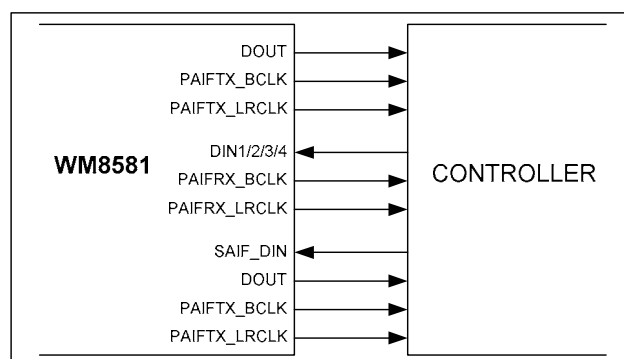 DOUT
PAIFTX_BCLK
PAIFTX_LRCLK
DIN1/2/3/4
WM8581
PAIFRX_BCLK
CONTROLLER
PAIFRX_LRCLK
SAIF_DIN
DOUT
PAIFTX_BCLK
PAIFTX_LRCLK